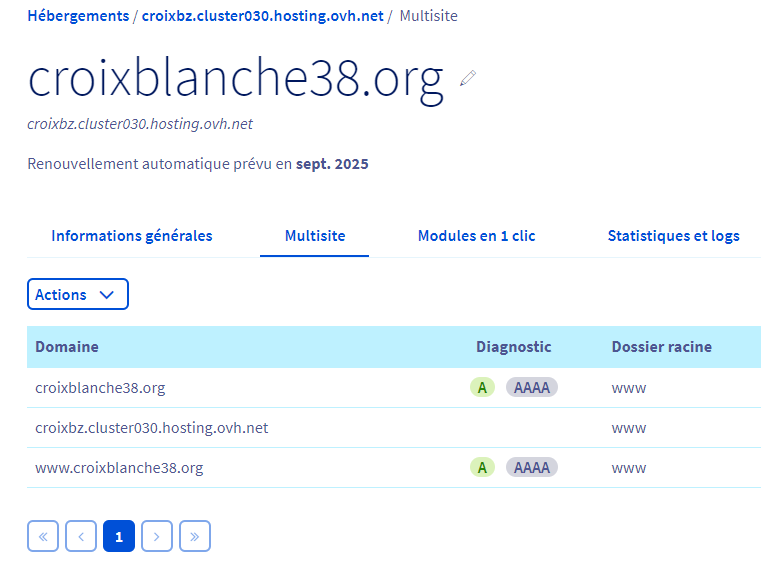 Hébergements / croixbz.cluster030.hosting.ovh.net / Multisite
croixblanche38.org
croixbz.cluster030.hosting.ovh.net
Renouvellement automatique prévu en sept. 2025
Informations générales Multisite Modules en 1 clic Statistiques et logs
Actions
Domaine Diagnostic Dossier racine
croixblanche38.org A AAAA www
croixbz.cluster030.hosting.ovh.net www
www.croixblanche38.org A AAAA www
« ‹ 1 › »